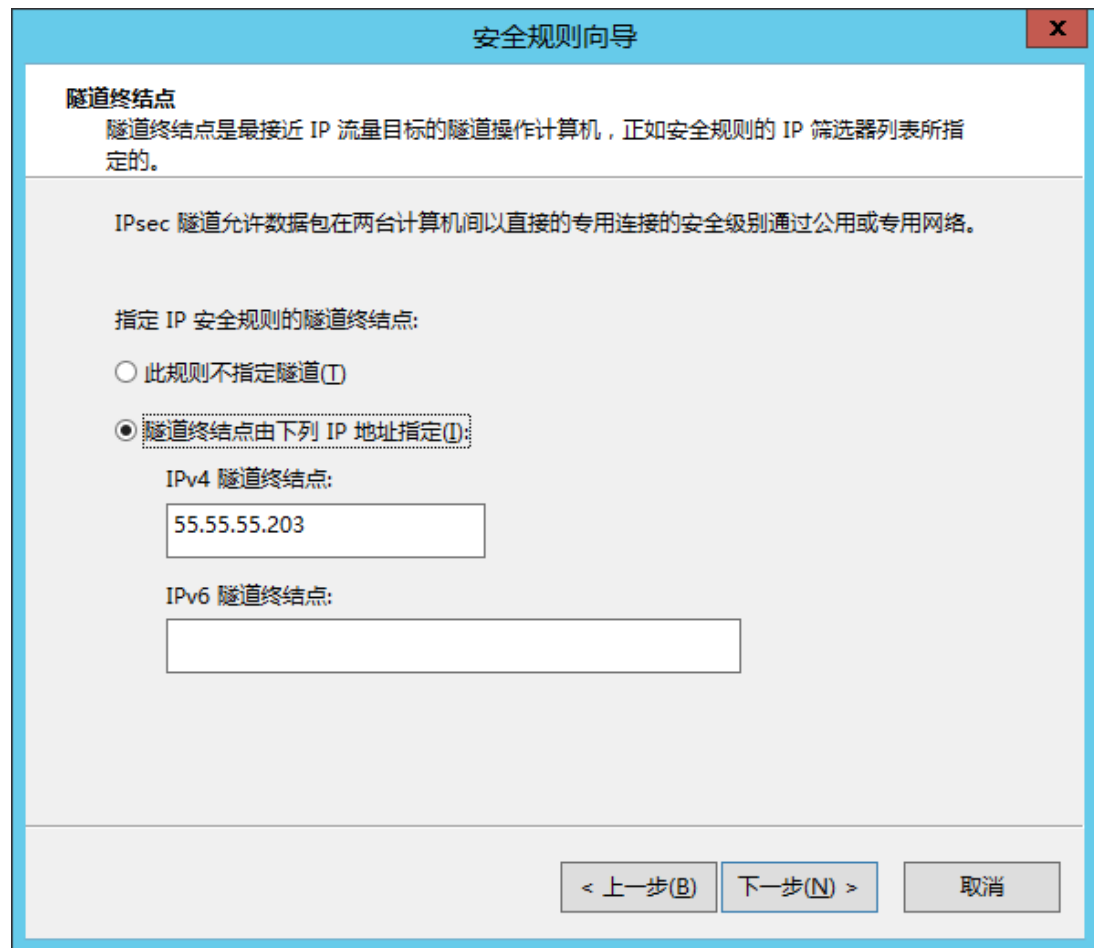 安全规则向导
x
隧道终结点
隧道终结点是最接近 IP 流量目标的隧道操作计算机，正如安全规则的 IP 筛选器列表所指
定的。
IPsec 隧道允许数据包在两台计算机间以直接的专用连接的安全级别通过公用或专用网络。
指定 IP 安全规则的隧道终结点:
此规则不指定隧道(T)
隧道终结点由下列 IP 地址指定(I):
IPv4 隧道终结点:
55.55.55.203
IPv6 隧道终结点:
< 上一步(B) 下一步(N) > 取消